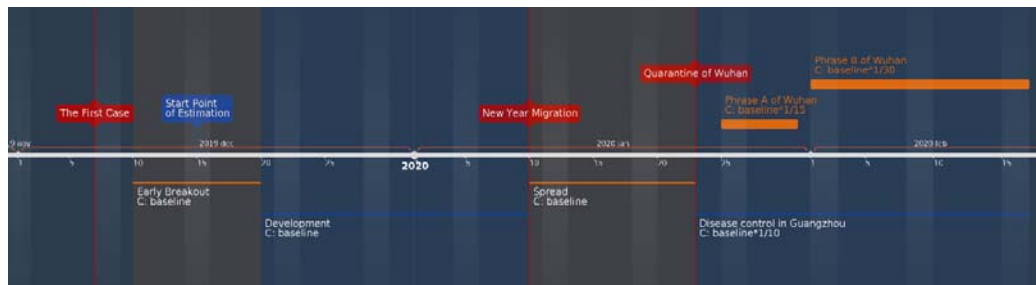 Phrase B of Wuhan
C: baseline*1/30
Quarantine of Wuhan
Phrase A of Wuhan
C: baseline*1/15
Start Point
of Estimation
The First Case
New Year Migration
9 nov
2019 dec
2020 jan
2020 feb
1 5 10 15 20 25 2020 5 10 15 20 25 1 5 10 15
Early Breakout
C: baseline
Spread
C: baseline
Development
C: baseline
Disease control in Guangzhou
C: baseline*1/10